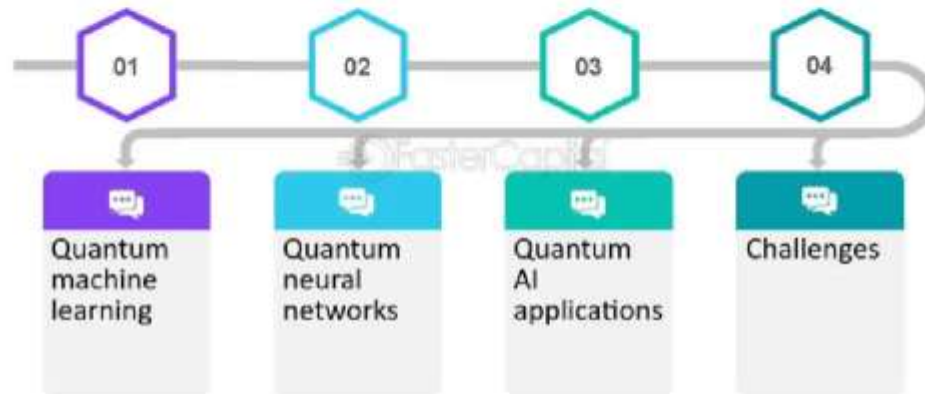 01
02
03
04
FasterCapital
Quantum
machine
learning
Quantum
neural
networks
Quantum
AI
applications
Challenges